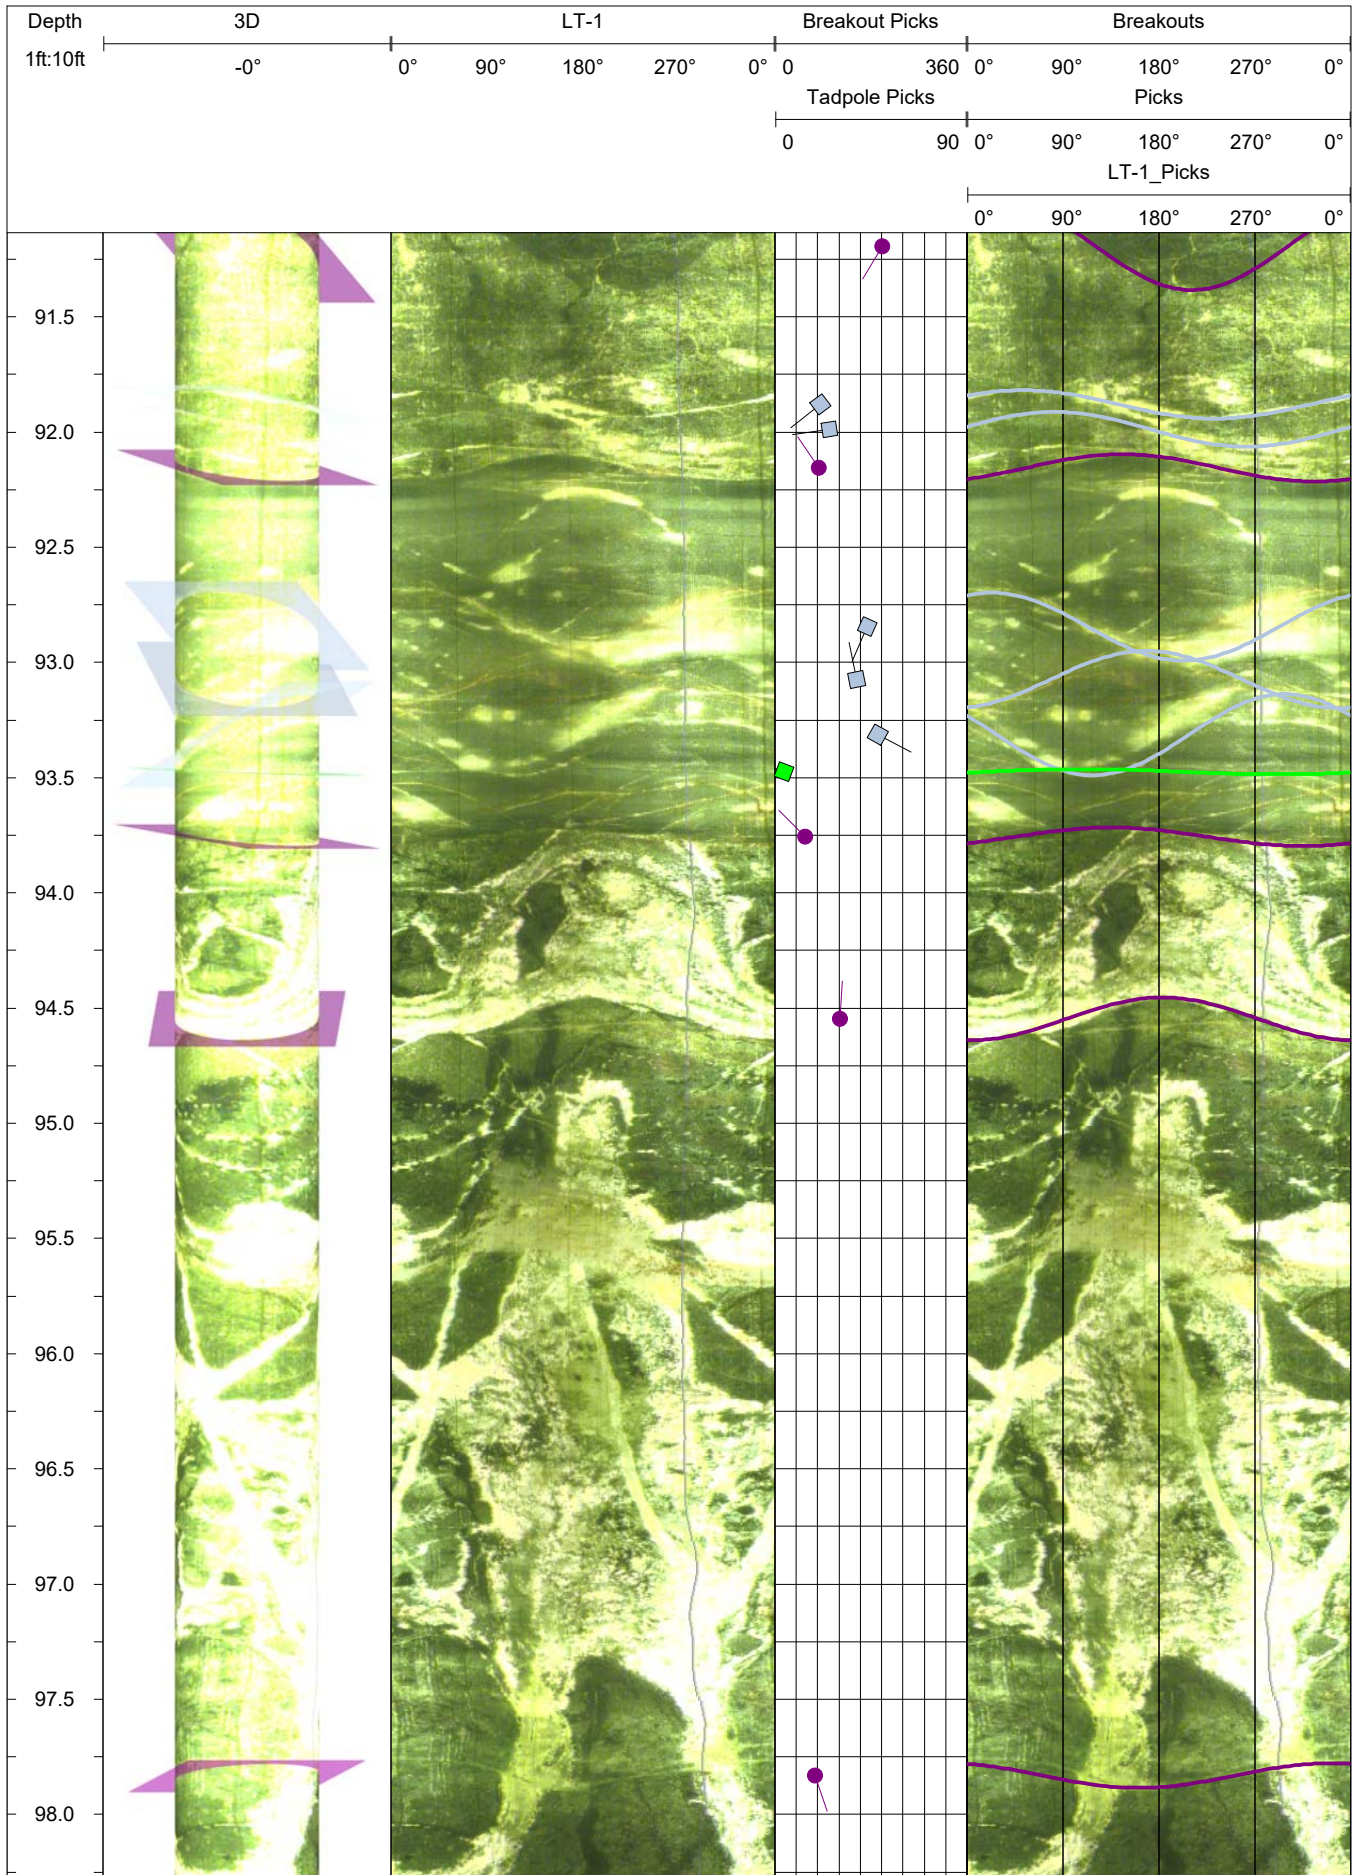 Depth 3D LT-1 Breakout Picks Breakouts
1ft:10ft -0° 0° 90° 180° 270° 0° 0 360 0° 90° 180° 270° 0°
Tadpole Picks Picks
0 90 0° 90° 180° 270° 0°
LT-1_Picks
0° 90° 180° 270° 0°
91.5
92.0
92.5
93.0
93.5
94.0
94.5
95.0
95.5
96.0
96.5
97.0
97.5
98.0